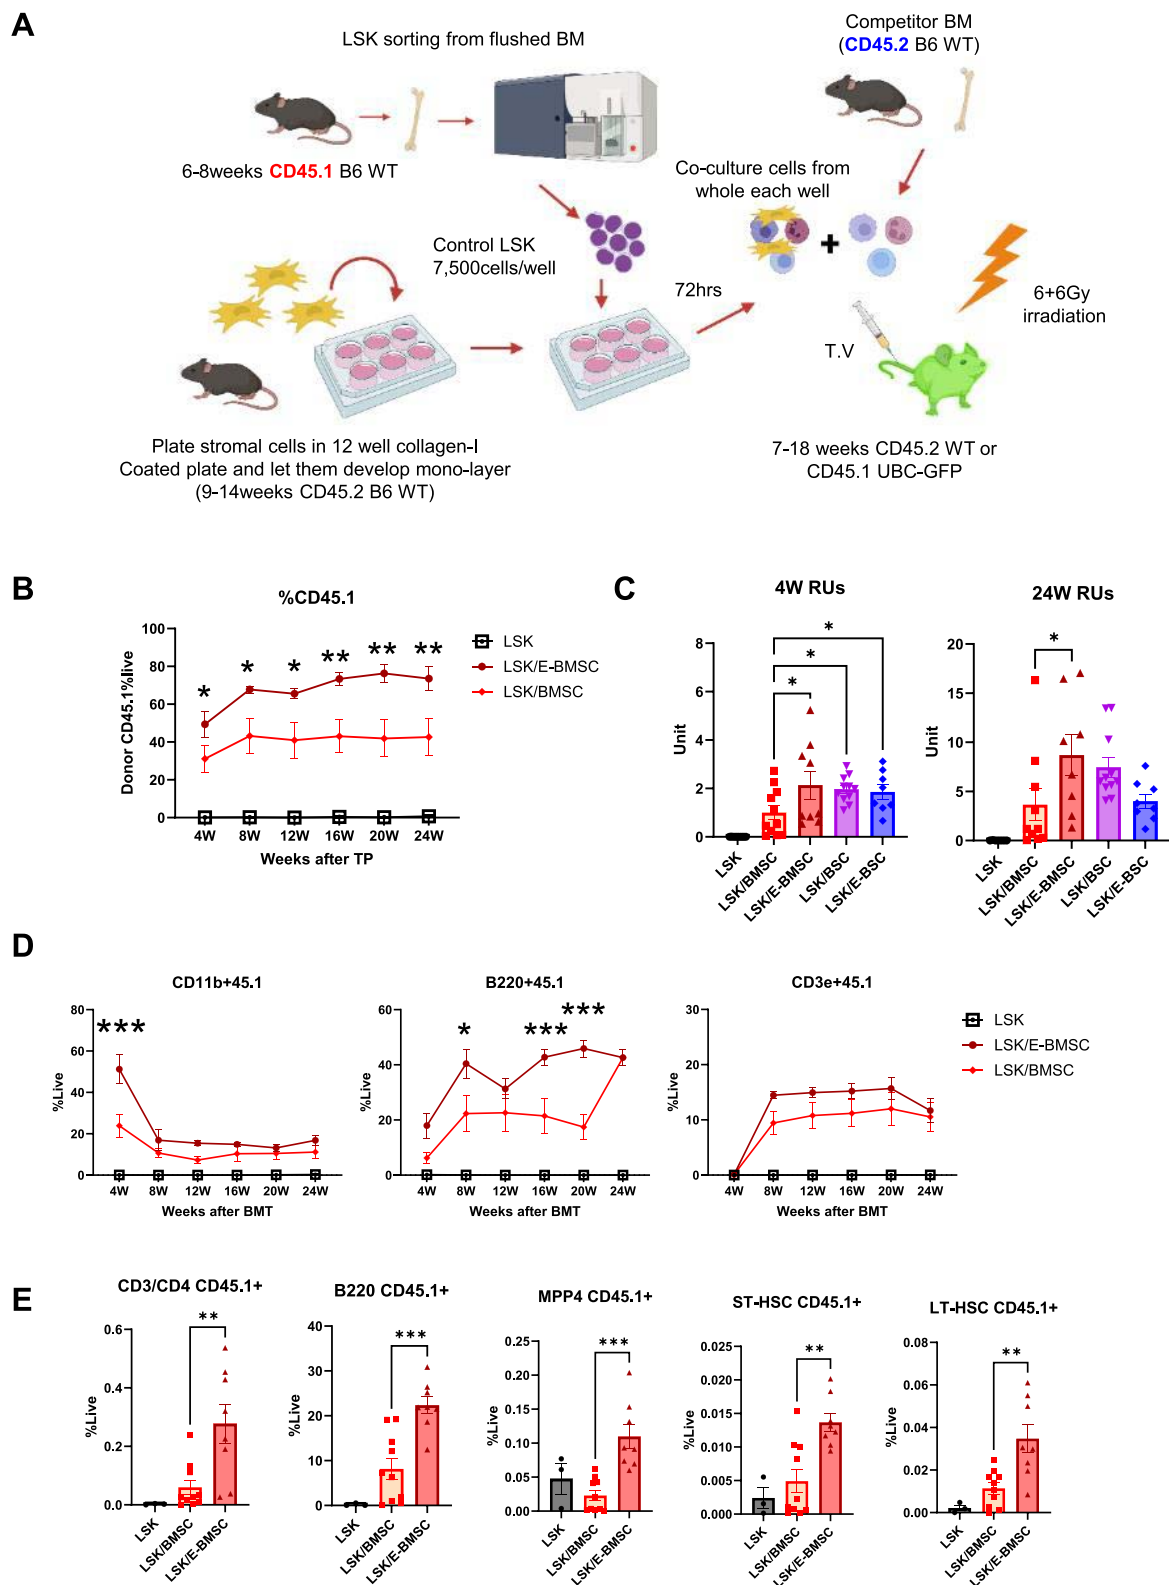 A
LSK sorting from flushed BM
Competitor BM
(CD45.2 B6 WT)
6-8weeks CD45.1 B6 WT
Co-culture cells from
whole each well
Control LSK
7,500cells/well
72hrs
+
6+6Gy
irradiation
T.V
Plate stromal cells in 12 well collagen-I
Coated plate and let them develop mono-layer
(9-14weeks CD45.2 B6 WT)
7-18 weeks CD45.2 WT or
CD45.1 UBC-GFP
B
%CD45.1
Donor CD45.1%live
100
80
60
40
20
0
* * * ** ** **
4W 8W 12W 16W 20W 24W
Weeks after TP
LSK
LSK/E-BMSC
LSK/BMSC
C
4W RUs
Unit
8
6
4
2
0
*
*
*
LSK
LSK/BMSC
LSK/E-BMSC
LSK/BSC
LSK/E-BSC
24W RUs
Unit
20
15
10
5
0
*
LSK
LSK/BMSC
LSK/E-BMSC
LSK/BSC
LSK/E-BSC
D
CD11b+45.1
%Live
80
60
40
20
0
***
4W 8W 12W 16W 20W 24W
Weeks after BMT
B220+45.1
%Live
60
40
20
0
* *** ***
4W 8W 12W 16W 20W 24W
Weeks after BMT
CD3e+45.1
%Live
30
20
10
0
4W 8W 12W 16W 20W 24W
Weeks after BMT
LSK
LSK/E-BMSC
LSK/BMSC
E
CD3/CD4 CD45.1+
%Live
0.6
0.4
0.2
0.0
**
LSK
LSK/BMSC
LSK/E-BMSC
B220 CD45.1+
%Live
40
30
20
10
0
***
LSK
LSK/BMSC
LSK/E-BMSC
MPP4 CD45.1+
%Live
0.25
0.20
0.15
0.10
0.05
0.00
***
LSK
LSK/BMSC
LSK/E-BMSC
ST-HSC CD45.1+
%Live
0.025
0.020
0.015
0.010
0.005
0.000
**
LSK
LSK/BMSC
LSK/E-BMSC
LT-HSC CD45.1+
%Live
0.08
0.06
0.04
0.02
0.00
**
LSK
LSK/BMSC
LSK/E-BMSC